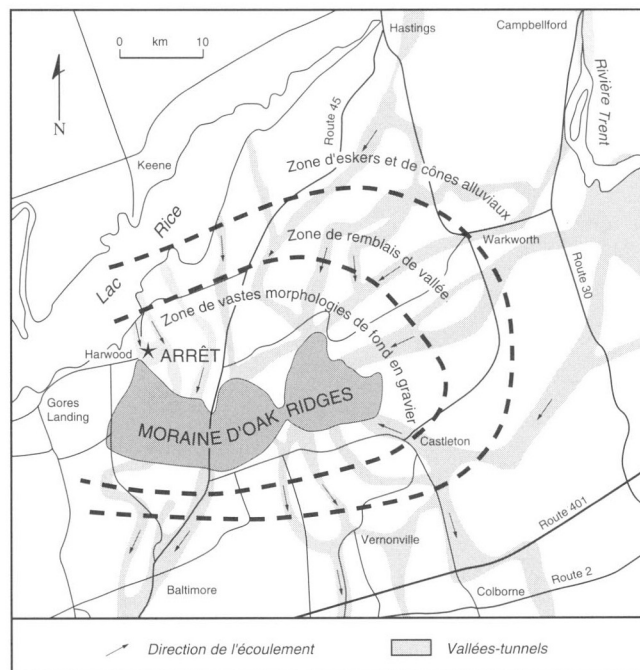 Hastings
Campbellford
0 km 10
Rivière Trent
Route 45
N
Keene
Zone d'eskers et de cônes alluviaux
Lac Rice
Zone de remblais de vallée
Warkworth
Zone de vastes morphologies de fond en gravier
Route 30
Harwood
ARRÊT
Gores
Landing
MORAINE D'OAK RIDGES
Castleton
Route 401
Vernonville
Route 2
Baltimore
Colborne
Direction de l'écoulement
Vallées-tunnels